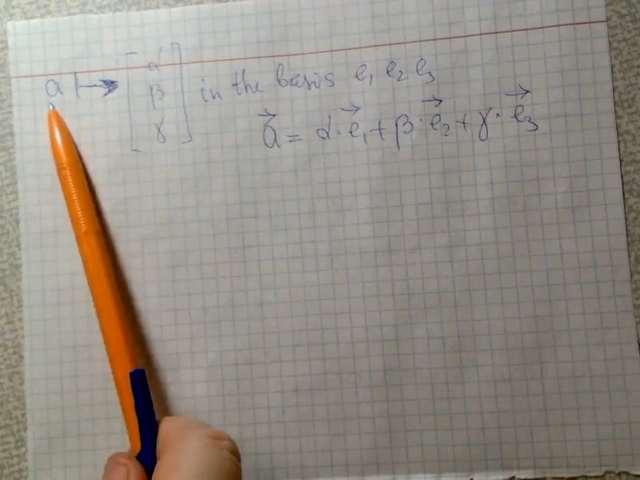 a ↦ [α β γ] in the basis e₁ e₂ e₃
a⃗ = α·e⃗₁ + β·e⃗₂ + γ·e⃗₃